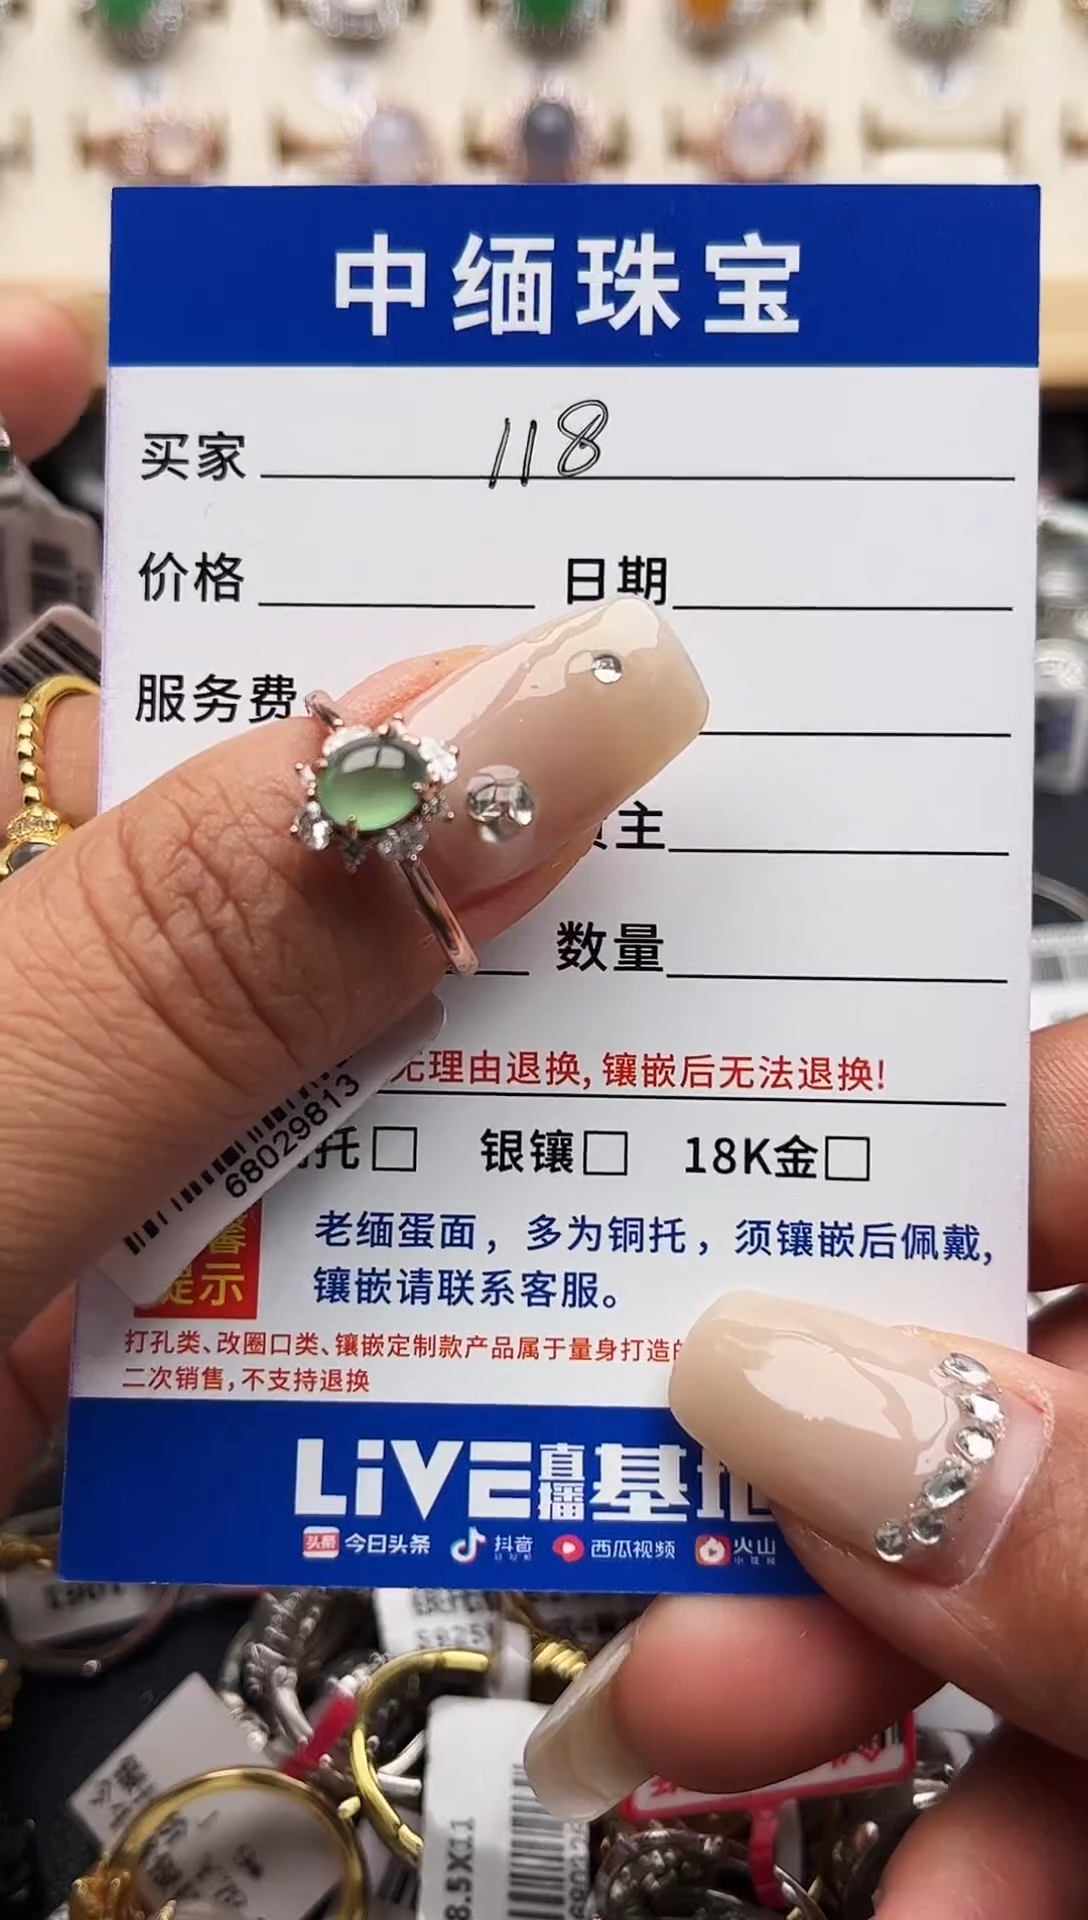 中缅珠宝
买家 118
价格 日期
服务费
主
数量
无理由退换,镶嵌后无法退换!
托□ 银镶□ 18K金□
68029813
提示
老缅蛋面，多为铜托，须镶嵌后佩戴,
镶嵌请联系客服。
打孔类、改圈口类、镶嵌定制款产品属于量身打造
二次销售,不支持退换
LiVE直播基地
头条 今日头条 抖音 西瓜视频 火山
8.5X11